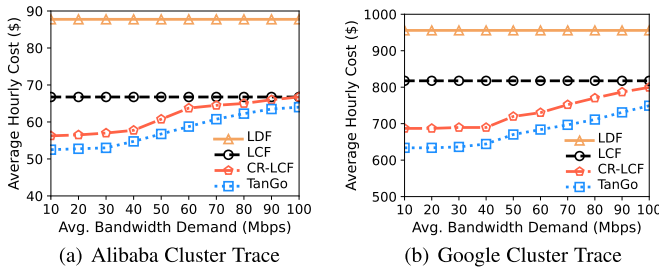 Average Hourly Cost ($)
90
80
70
60
50
40
LDF
LCF
CR-LCF
TanGo
10 20 30 40 50 60 70 80 90 100
Avg. Bandwidth Demand (Mbps)
(a) Alibaba Cluster Trace
Average Hourly Cost ($)
1000
900
800
700
600
500
LDF
LCF
CR-LCF
TanGo
10 20 30 40 50 60 70 80 90 100
Avg. Bandwidth Demand (Mbps)
(b) Google Cluster Trace